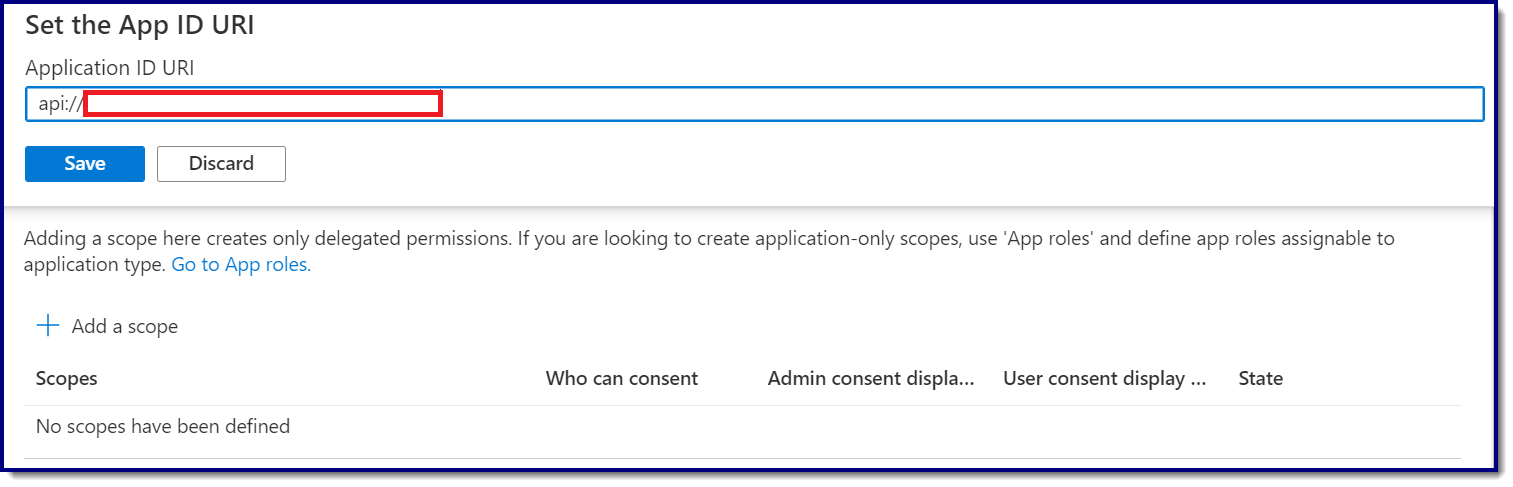 Set the App ID URI
Application ID URI
api://
Save Discard
Adding a scope here creates only delegated permissions. If you are looking to create application-only scopes, use 'App roles' and define app roles assignable to
application type. Go to App roles.
Add a scope
Scopes Who can consent Admin consent displa... User consent display ... State
No scopes have been defined